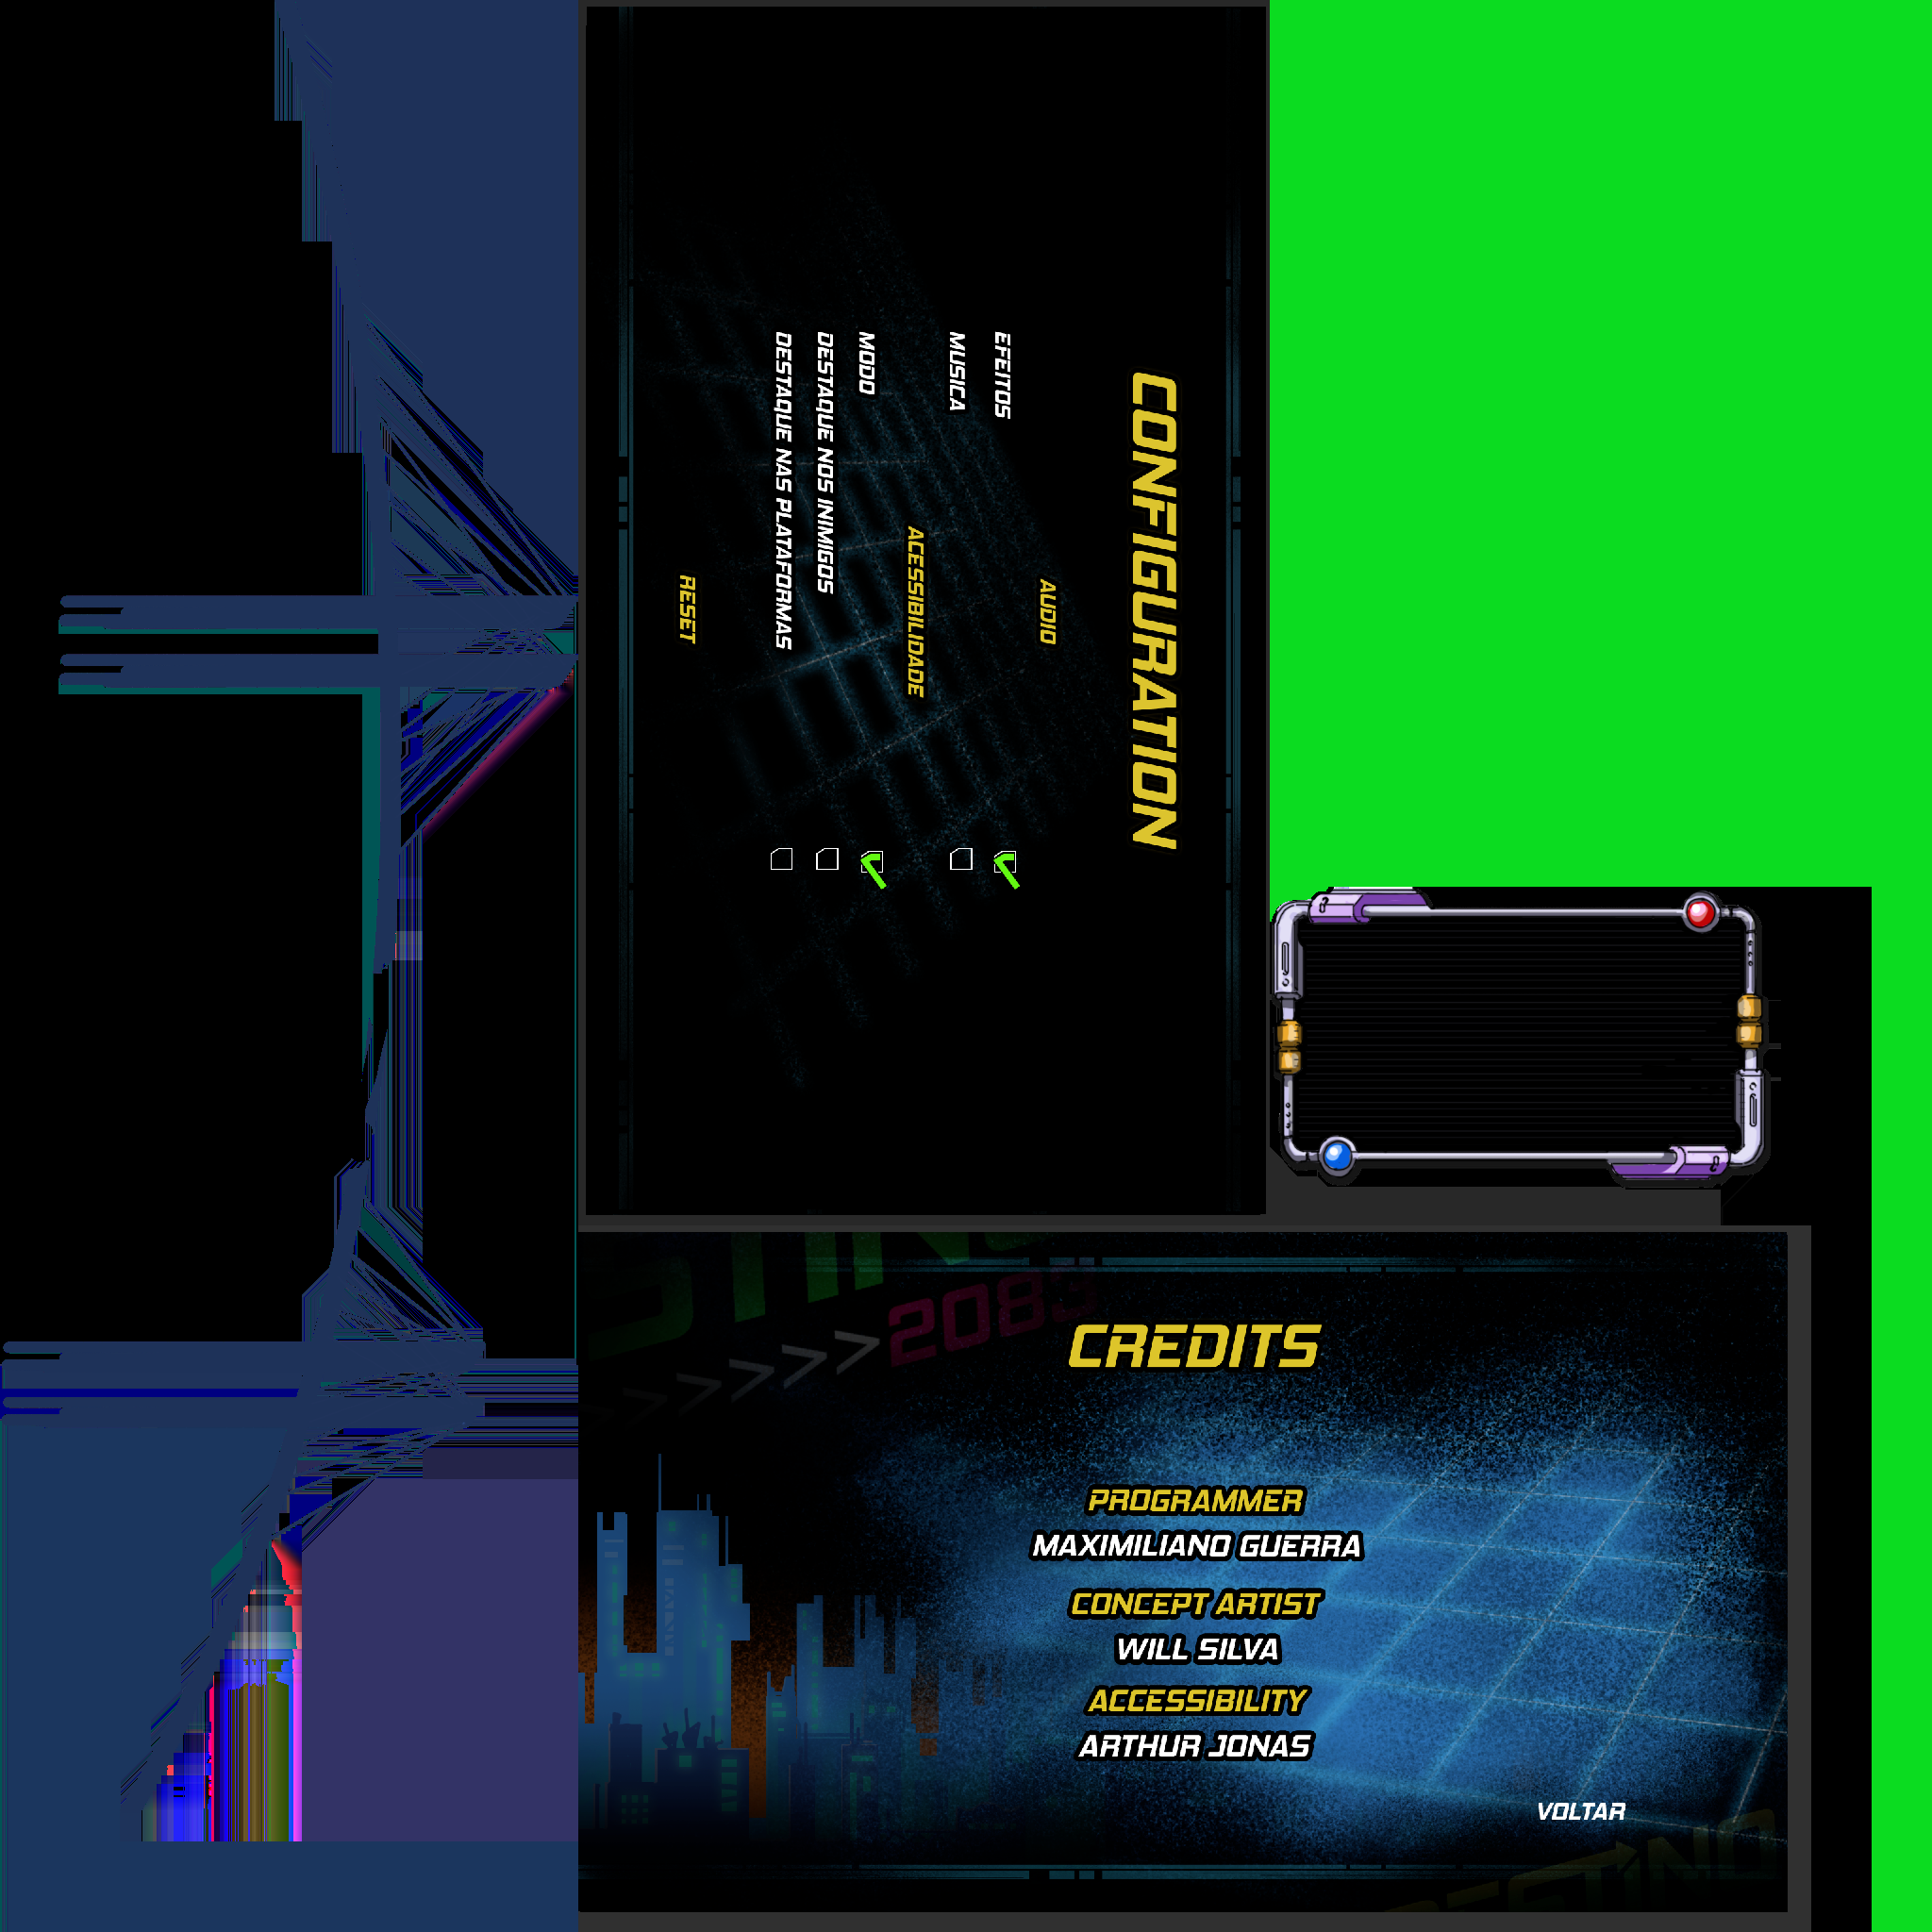 CONFIGURATION
AUDIO
EFEITOS
MUSICA
ACESSIBILIDADE
MODO
DESTAQUE NOS INIMIGOS
DESTAQUE NAS PLATAFORMAS
RESET
2083
>>>>>>
CREDITS
PROGRAMMER
MAXIMILIANO GUERRA
CONCEPT ARTIST
WILL SILVA
ACCESSIBILITY
ARTHUR JONAS
VOLTAR